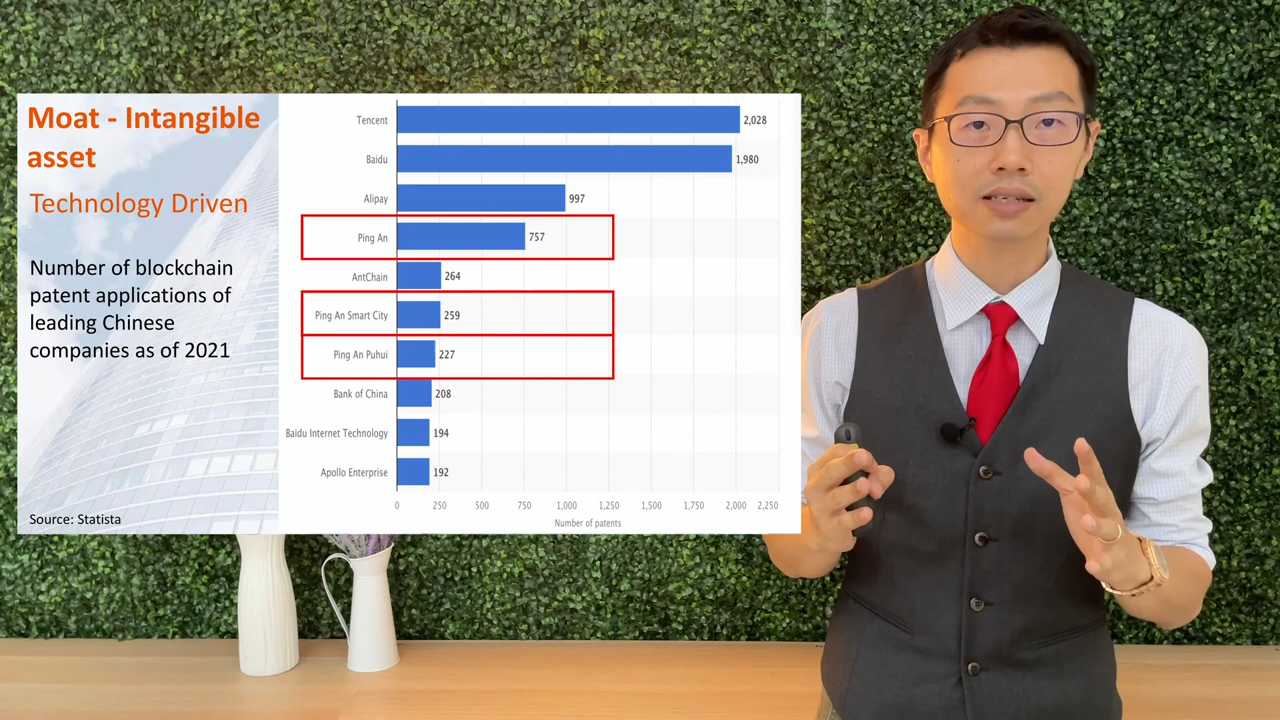 Moat - Intangible
asset
Technology Driven
Number of blockchain
patent applications of
leading Chinese
companies as of 2021
Source: Statista
Tencent 2,028
Baidu 1,980
Alipay 997
Ping An 757
AntChain 264
Ping An Smart City 259
Ping An Puhui 227
Bank of China 208
Baidu Internet Technology 194
Apollo Enterprise 192
0 250 500 750 1,000 1,250 1,500 1,750 2,000 2,250
Number of patents